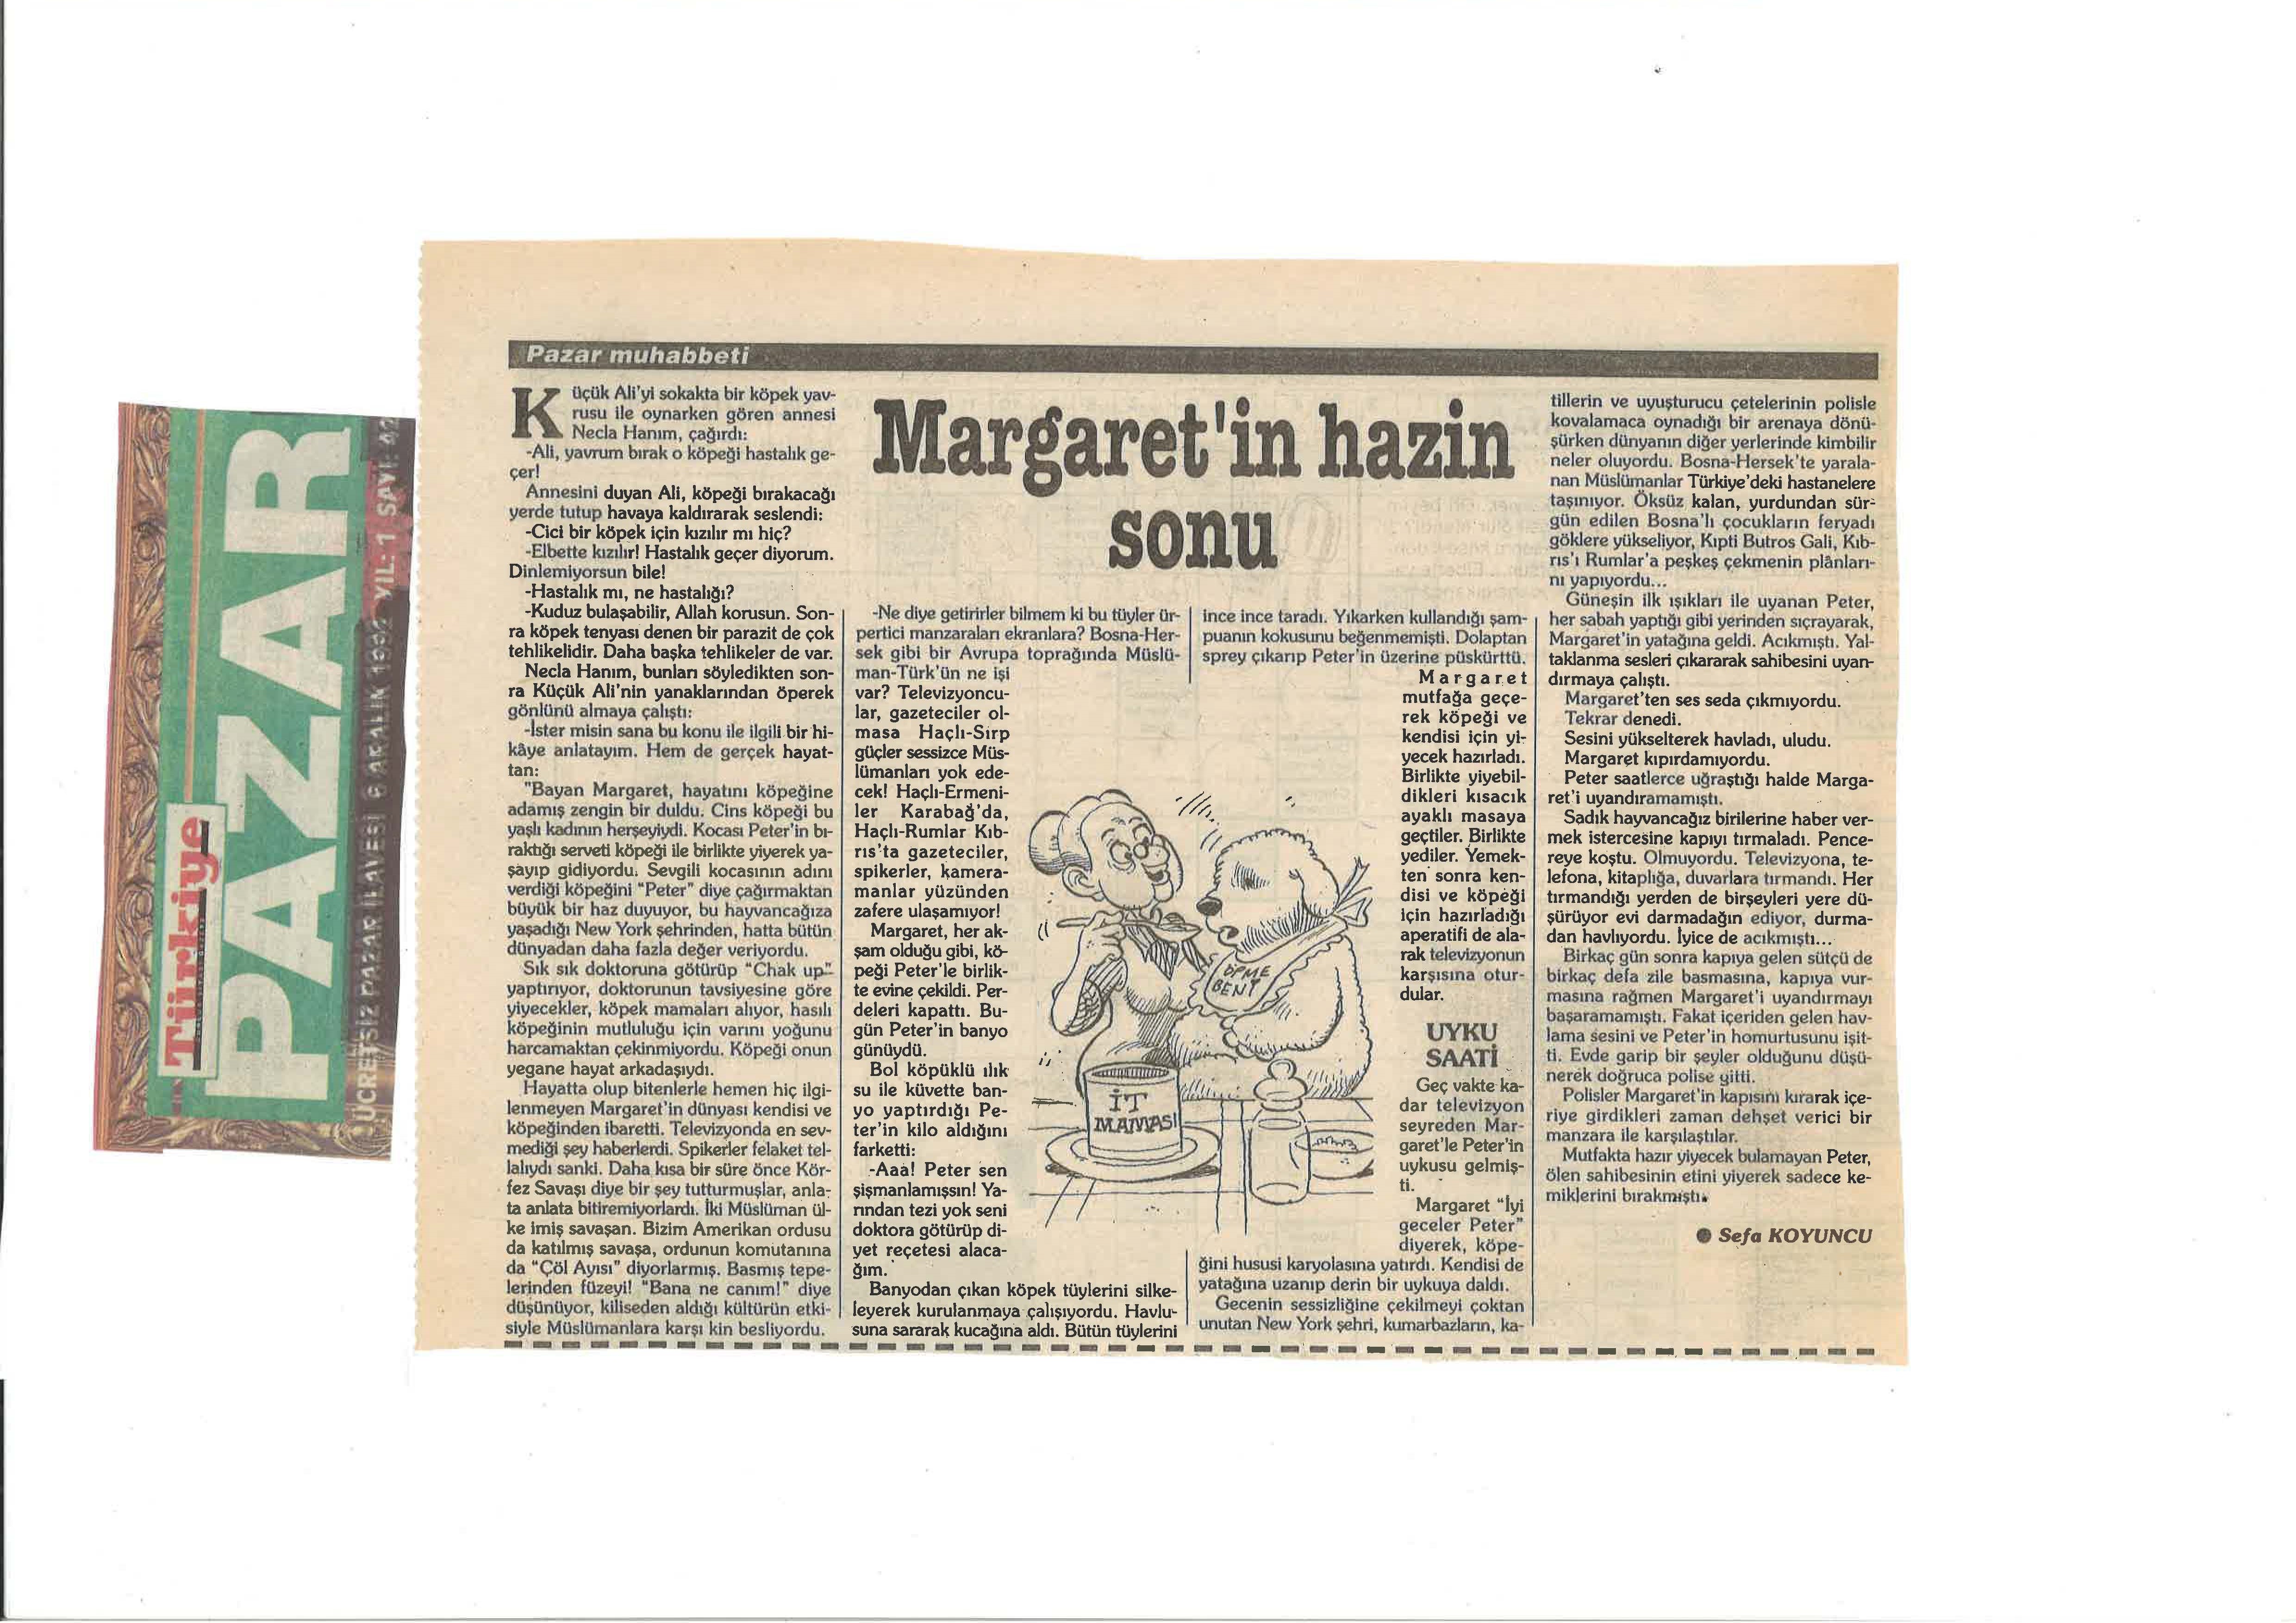 Türkiye
PAZAR
ÜCRETSİZ PAZAR İLAVESİ 6 ARALIK 1992 YIL: 1 SAYI: 42
Pazar muhabbeti
Margaret'in hazin
sonu
Küçük Ali'yi sokakta bir köpek yav-
rusu ile oynarken gören annesi
Necla Hanım, çağırdı:
-Ali, yavrum bırak o köpeği hastalık ge-
çer!
Annesini duyan Ali, köpeği bırakacağı
yerde tutup havaya kaldırarak seslendi:
-Cici bir köpek için kızılır mı hiç?
-Elbette kızılır! Hastalık geçer diyorum.
Dinlemiyorsun bile!
-Hastalık mı, ne hastalığı?
-Kuduz bulaşabilir, Allah korusun. Son-
ra köpek tenyası denen bir parazit de çok
tehlikelidir. Daha başka tehlikeler de var.
Necla Hanım, bunları söyledikten son-
ra Küçük Ali'nin yanaklarından öperek
gönlünü almaya çalıştı:
-İster misin sana bu konu ile ilgili bir hi-
kâye anlatayım. Hem de gerçek hayat-
tan:
"Bayan Margaret, hayatını köpeğine
adamış zengin bir duldu. Cins köpeği bu
yaşlı kadının herşeyiydi. Kocası Peter'in bı-
raktığı serveti köpeği ile birlikte yiyerek ya-
şayıp gidiyordu. Sevgili kocasının adını
verdiği köpeğini "Peter" diye çağırmaktan
büyük bir haz duyuyor, bu hayvancağıza
yaşadığı New York şehrinden, hatta bütün
dünyadan daha fazla değer veriyordu.
Sık sık doktoruna götürüp "Chak up"
yaptırıyor, doktorunun tavsiyesine göre
yiyecekler, köpek mamaları alıyor, hasılı
köpeğinin mutluluğu için varını yoğunu
harcamaktan çekinmiyordu. Köpeği onun
yegane hayat arkadaşıydı.
Hayatta olup bitenlerle hemen hiç ilgi-
lenmeyen Margaret'in dünyası kendisi ve
köpeğinden ibaretti. Televizyonda en sev-
mediği şey haberlerdi. Spikerler felaket tel-
lalıydı sanki. Daha kısa bir süre önce Kör-
fez Savaşı diye bir şey tutturmuşlar, anla-
ta anlata bitiremiyorlardı. İki Müslüman ül-
ke imiş savaşan. Bizim Amerikan ordusu
da katılmış savaşa, ordunun komutanına
da "Çöl Ayısı" diyorlarmış. Basmış tepe-
lerinden füzeyi! "Bana ne canım!" diye
düşünüyor, kiliseden aldığı kültürün etki-
siyle Müslümanlara karşı kin besliyordu.
-Ne diye getirirler bilmem ki bu tüyler ür-
pertici manzaraları ekranlara? Bosna-Her-
sek gibi bir Avrupa toprağında Müslü-
man-Türk'ün ne işi
var? Televizyoncu-
lar, gazeteciler ol-
masa Haçlı-Sırp
güçler sessizce Müs-
lümanları yok ede-
cek! Haçlı-Ermeni-
ler Karabağ'da,
Haçlı-Rumlar Kıb-
rıs'ta gazeteciler,
spikerler, kamera-
manlar yüzünden
zafere ulaşamıyor!
Margaret, her ak-
şam olduğu gibi, kö-
peği Peter'le birlik-
te evine çekildi. Per-
deleri kapattı. Bu-
gün Peter'in banyo
günüydü.
Bol köpüklü ılık
su ile küvette ban-
yo yaptırdığı Pe-
ter'in kilo aldığını
farketti:
-Aaa! Peter sen
şişmanlamışsın! Ya-
rından tezi yok seni
doktora götürüp di-
yet reçetesi alaca-
ğım.
Banyodan çıkan köpek tüylerini silke-
leyerek kurulanmaya çalışıyordu. Havlu-
suna sararak kucağına aldı. Bütün tüylerini
ince ince taradı. Yıkarken kullandığı şam-
puanın kokusunu beğenmemişti. Dolaptan
sprey çıkarıp Peter'in üzerine püskürttü.
Margaret
mutfağa geçe-
rek köpeği ve
kendisi için yi-
yecek hazırladı.
Birlikte yiyebil-
dikleri kısacık
ayaklı masaya
geçtiler. Birlikte
yediler. Yemek-
ten sonra ken-
disi ve köpeği
için hazırladığı
aperatifi de ala-
rak televizyonun
karşısına otur-
dular.
UYKU
SAATİ
Geç vakte ka-
dar televizyon
seyreden Mar-
garet'le Peter'in
uykusu gelmiş-
ti.
Margaret "İyi
geceler Peter"
diyerek, köpe-
ğini hususi karyolasına yatırdı. Kendisi de
yatağına uzanıp derin bir uykuya daldı.
Gecenin sessizliğine çekilmeyi çoktan
unutan New York şehri, kumarbazların, ka-
tillerin ve uyuşturucu çetelerinin polisle
kovalamaca oynadığı bir arenaya dönü-
şürken dünyanın diğer yerlerinde kimbilir
neler oluyordu. Bosna-Hersek'te yarala-
nan Müslümanlar Türkiye'deki hastanelere
taşınıyor. Öksüz kalan, yurdundan sür-
gün edilen Bosna'lı çocukların feryadı
göklere yükseliyor, Kıpti Butros Gali, Kıb-
rıs'ı Rumlar'a peşkeş çekmenin plânları-
nı yapıyordu...
Güneşin ilk ışıkları ile uyanan Peter,
her sabah yaptığı gibi yerinden sıçrayarak,
Margaret'in yatağına geldi. Acıkmıştı. Yal-
taklanma sesleri çıkararak sahibesini uyan-
dırmaya çalıştı.
Margaret'ten ses seda çıkmıyordu.
Tekrar denedi.
Sesini yükselterek havladı, uludu.
Margaret kıpırdamıyordu.
Peter saatlerce uğraştığı halde Marga-
ret'i uyandıramamıştı.
Sadık hayvancağız birilerine haber ver-
mek istercesine kapıyı tırmaladı. Pence-
reye koştu. Olmuyordu. Televizyona, te-
lefona, kitaplığa, duvarlara tırmandı. Her
tırmandığı yerden de birşeyleri yere dü-
şürüyor evi darmadağın ediyor, durma-
dan havlıyordu. İyice de acıkmıştı...
Birkaç gün sonra kapıya gelen sütçü de
birkaç defa zile basmasına, kapıya vur-
masına rağmen Margaret'i uyandırmayı
başaramamıştı. Fakat içeriden gelen hav-
lama sesini ve Peter'in homurtusunu işit-
ti. Evde garip bir şeyler olduğunu düşü-
nerek doğruca polise gitti.
Polisler Margaret'in kapısını kırarak içe-
riye girdikleri zaman dehşet verici bir
manzara ile karşılaştılar.
Mutfakta hazır yiyecek bulamayan Peter,
ölen sahibesinin etini yiyerek sadece ke-
miklerini bırakmıştı.
Sefa KOYUNCU
ÖPME
BENİ
İT
MAMASI